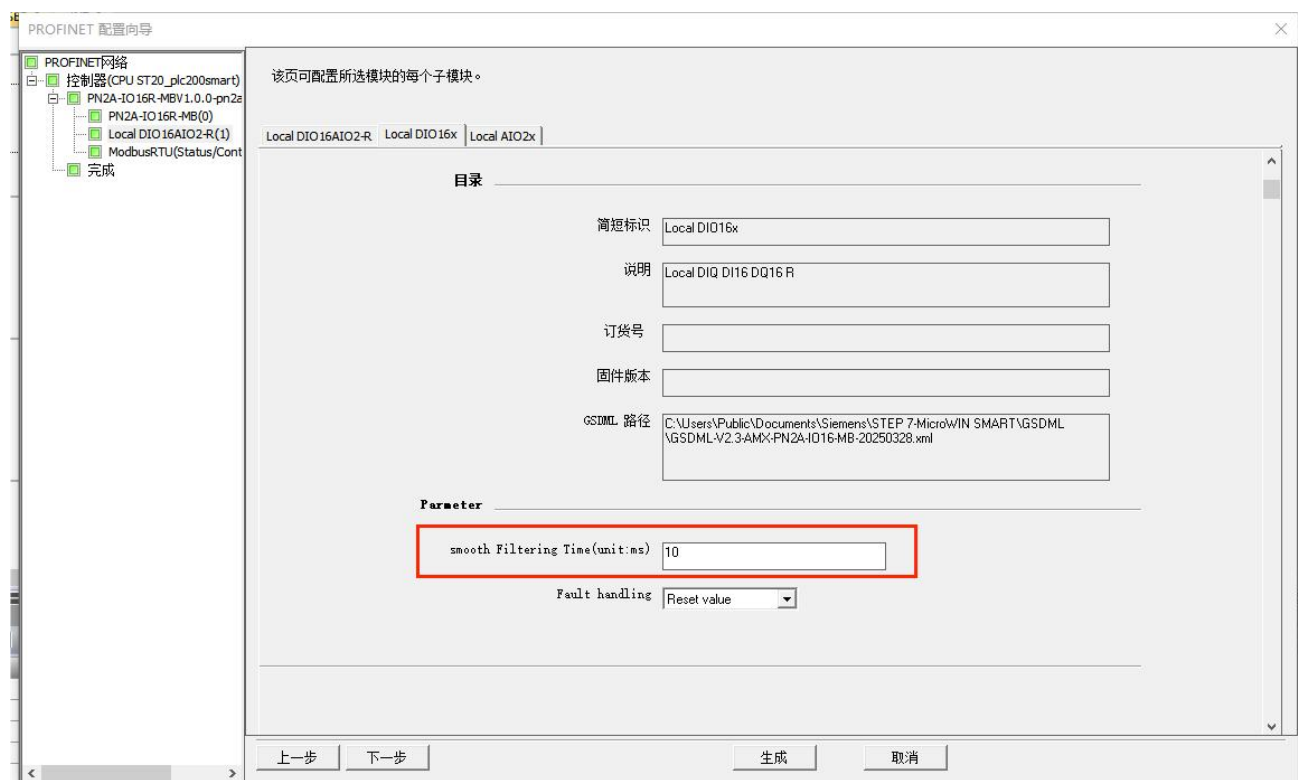 PROFINET 配置向导
PROFINET网络
控制器(CPU ST20_plc200smart)
PN2A-IO16R-MBV1.0.0-pn2a
PN2A-IO16R-MB(0)
Local DIO16AIO2-R(1)
ModbusRTU(Status/Cont
完成
该页可配置所选模块的每个子模块。
Local DIO16AIO2-R Local DIO16x Local AIO2x
目录
简短标识 Local DIO16x
说明 Local DIQ DI16 DQ16 R
订货号
固件版本
GSDML 路径 C:\Users\Public\Documents\Siemens\STEP 7-MicroWIN SMART\GSDML
\GSDML-V2.3-AMX-PN2A-IO16-MB-20250328.xml
Parmeter
smooth Filtering Time(unit:ms) 10
Fault handling Reset value
上一步 下一步 生成 取消